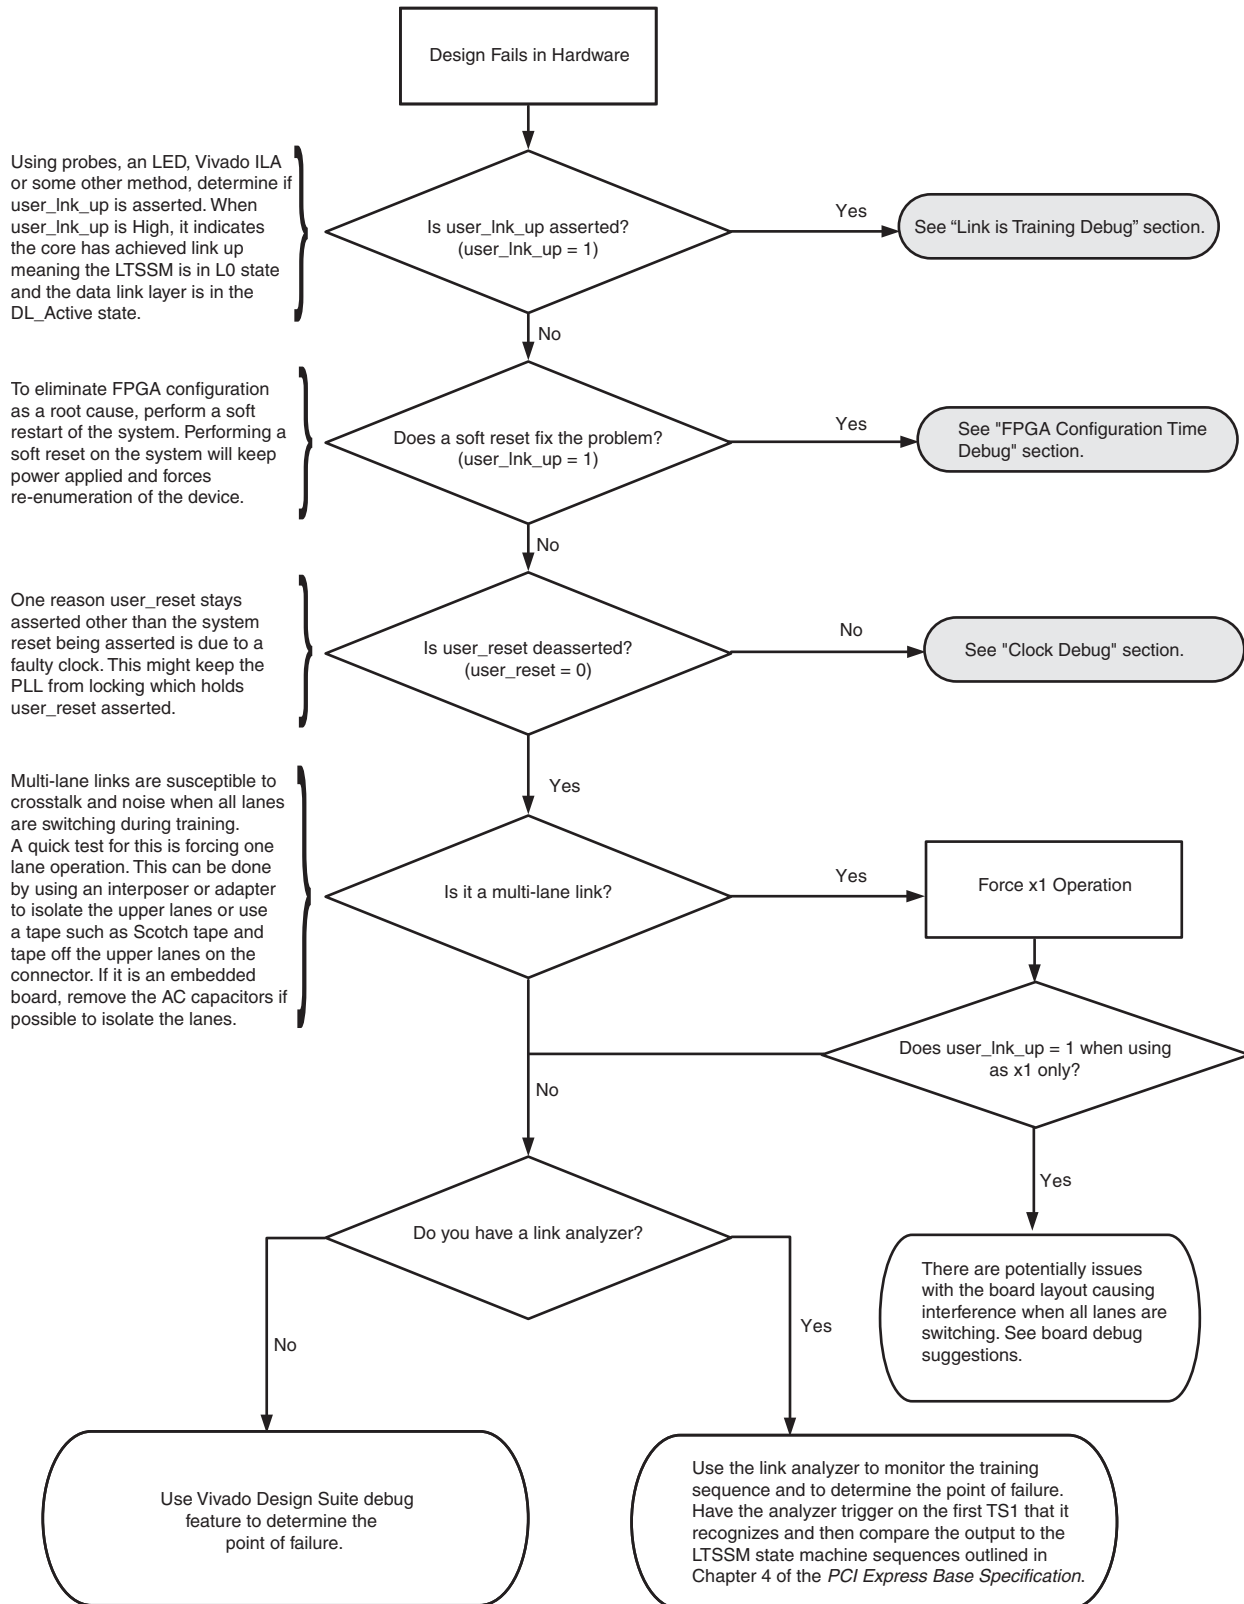 Design Fails in Hardware
Using probes, an LED, Vivado ILA
or some other method, determine if
user_lnk_up is asserted. When
user_lnk_up is High, it indicates
the core has achieved link up
meaning the LTSSM is in L0 state
and the data link layer is in the
DL_Active state.
Is user_lnk_up asserted?
(user_lnk_up = 1)
Yes
See “Link is Training Debug” section.
No
To eliminate FPGA configuration
as a root cause, perform a soft
restart of the system. Performing a
soft reset on the system will keep
power applied and forces
re-enumeration of the device.
Does a soft reset fix the problem?
(user_lnk_up = 1)
Yes
See "FPGA Configuration Time
Debug" section.
No
One reason user_reset stays
asserted other than the system
reset being asserted is due to a
faulty clock. This might keep the
PLL from locking which holds
user_reset asserted.
Is user_reset deasserted?
(user_reset = 0)
No
See "Clock Debug" section.
Yes
Multi-lane links are susceptible to
crosstalk and noise when all lanes
are switching during training.
A quick test for this is forcing one
lane operation. This can be done
by using an interposer or adapter
to isolate the upper lanes or use
a tape such as Scotch tape and
tape off the upper lanes on the
connector. If it is an embedded
board, remove the AC capacitors if
possible to isolate the lanes.
Is it a multi-lane link?
Yes
Force x1 Operation
Does user_lnk_up = 1 when using
as x1 only?
No
Yes
Do you have a link analyzer?
There are potentially issues
with the board layout causing
interference when all lanes are
switching. See board debug
suggestions.
No
Yes
Use Vivado Design Suite debug
feature to determine the
point of failure.
Use the link analyzer to monitor the training
sequence and to determine the point of failure.
Have the analyzer trigger on the first TS1 that it
recognizes and then compare the output to the
LTSSM state machine sequences outlined in
Chapter 4 of the PCI Express Base Specification.